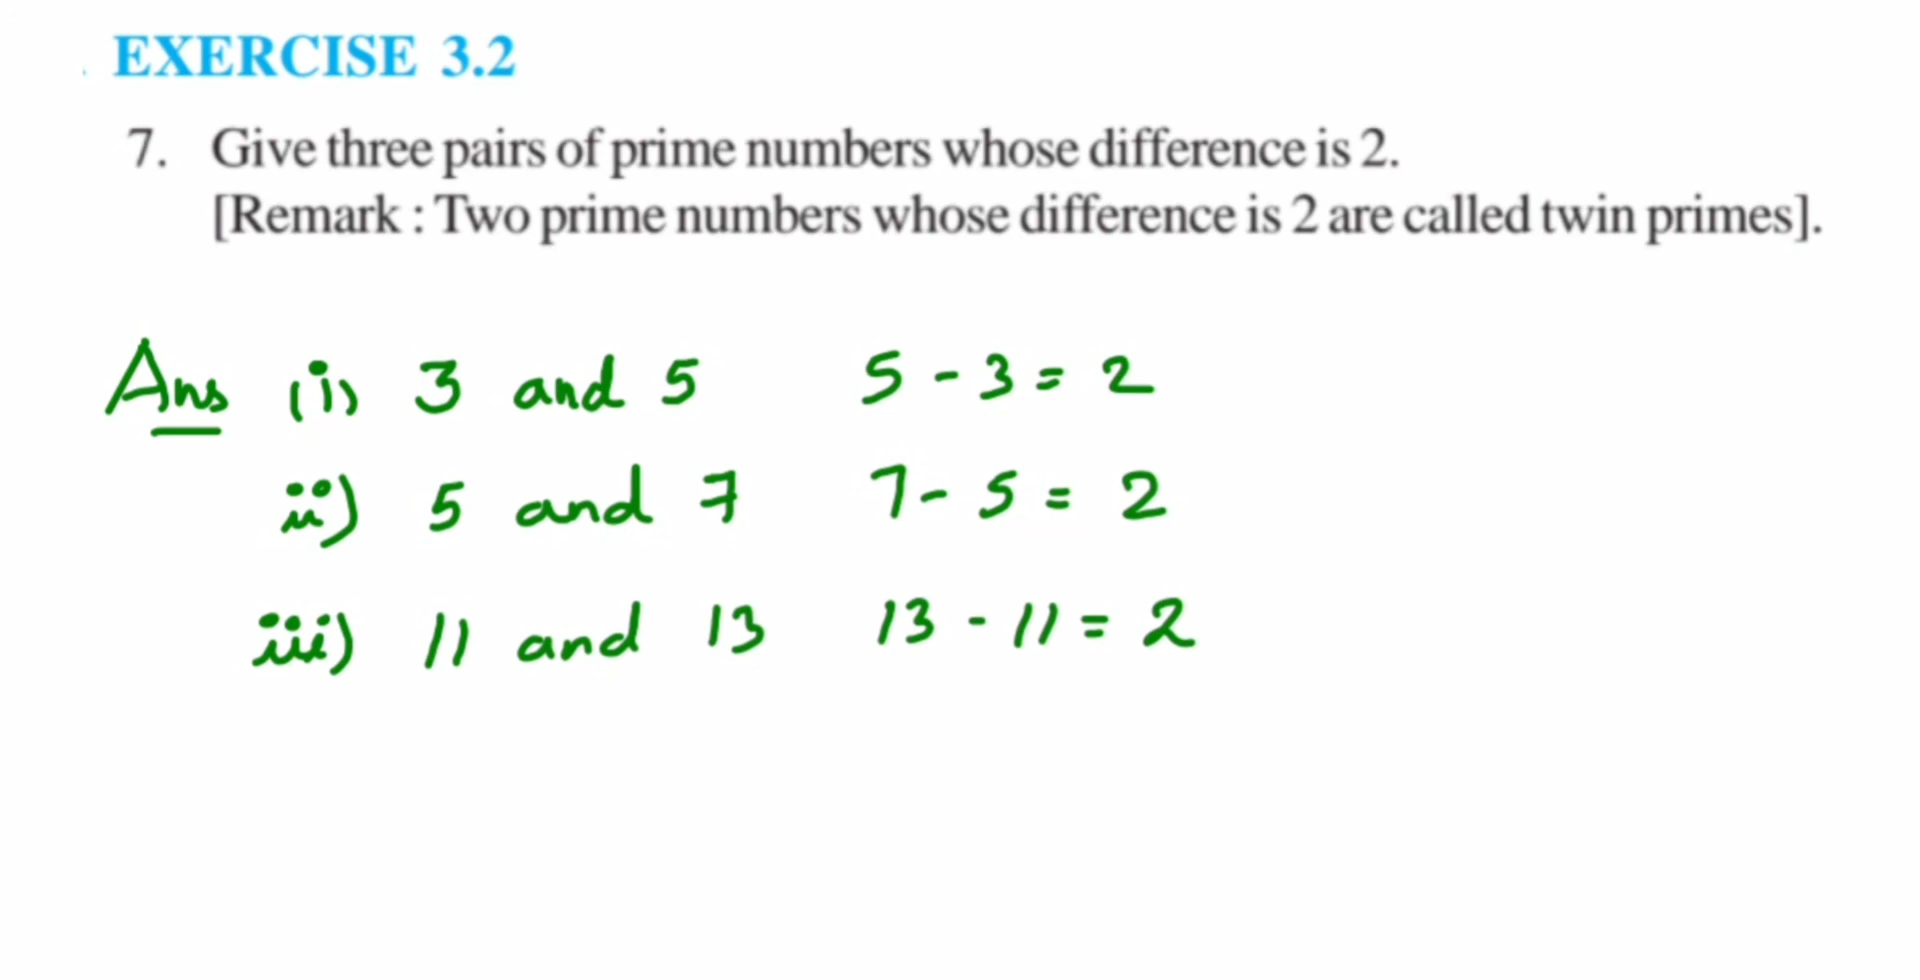 EXERCISE 3.2
7. Give three pairs of prime numbers whose difference is 2.
[Remark : Two prime numbers whose difference is 2 are called twin primes].
Ans (i) 3 and 5 5 - 3 = 2
ii) 5 and 7 7 - 5 = 2
iii) 11 and 13 13 - 11 = 2